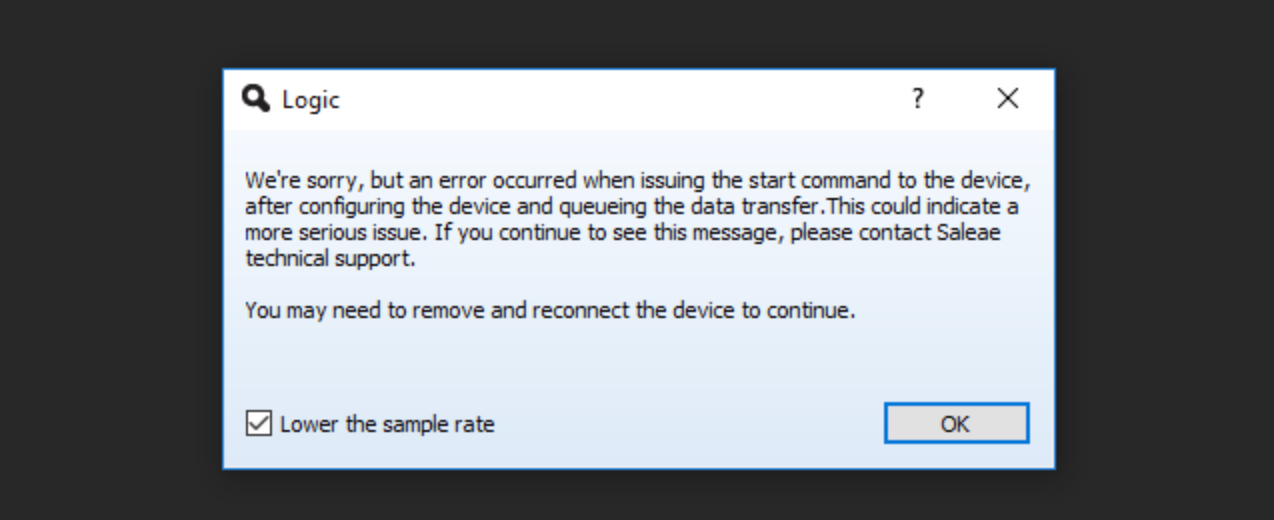 Logic
?
We're sorry, but an error occurred when issuing the start command to the device,
after configuring the device and queueing the data transfer.This could indicate a
more serious issue. If you continue to see this message, please contact Saleae
technical support.
You may need to remove and reconnect the device to continue.
Lower the sample rate
OK